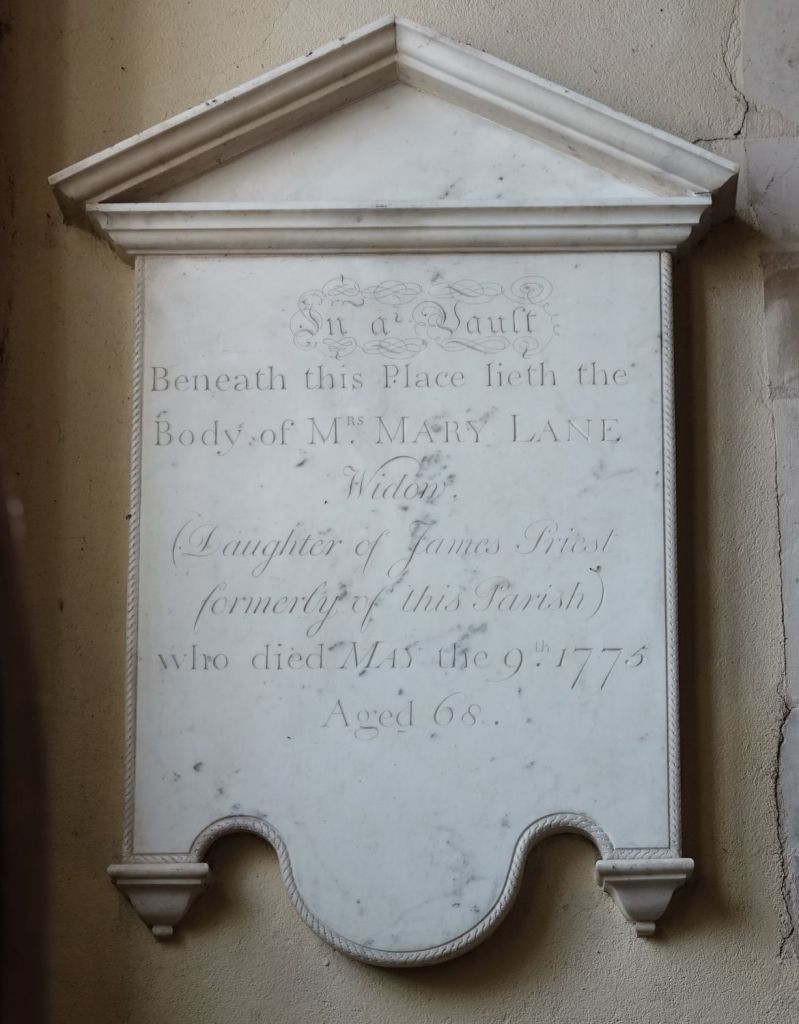 In a Vault
Beneath this Place lieth the
Body of Mrs. MARY LANE
Widow.
(Daughter of James Priest
formerly of this Parish)
who died MAY the 9th. 1775
Aged 68.